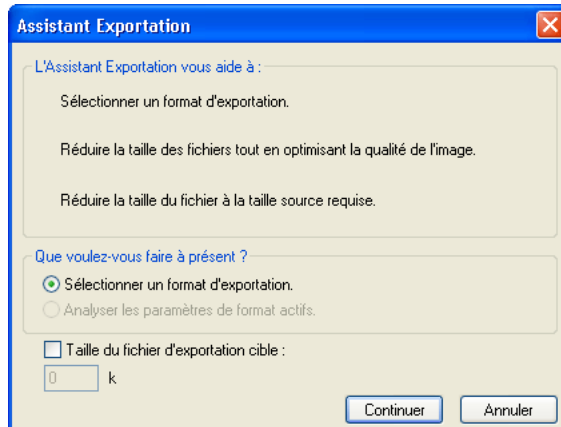 Assistant Exportation
L'Assistant Exportation vous aide à :
Sélectionner un format d'exportation.
Réduire la taille des fichiers tout en optimisant la qualité de l'image.
Réduire la taille du fichier à la taille source requise.
Que voulez-vous faire à présent ?
Sélectionner un format d'exportation.
Analyser les paramètres de format actifs.
Taille du fichier d'exportation cible :
0 k
Continuer Annuler